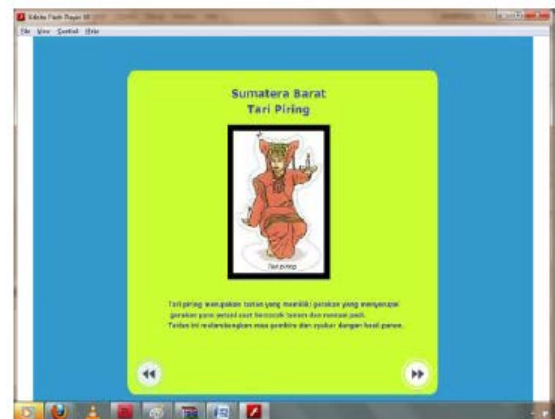 Adobe Flash Player 10
File View Control Help
Sumatera Barat
Tari Piring
Tari piring
Tari piring merupakan tarian yang memiliki gerakan yang menyerupai
gerakan para petani saat bercocok tanam dan menuai padi.
Tarian ini melambangkan rasa gembira dan syukur dengan hasil panen.